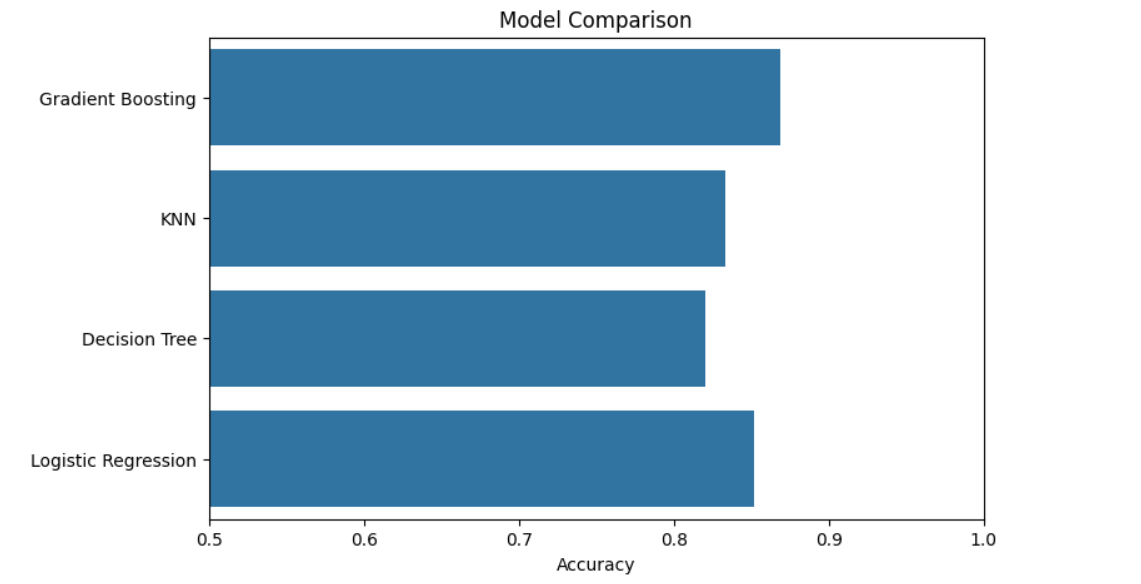 Model Comparison
Gradient Boosting
KNN
Decision Tree
Logistic Regression
0.5 0.6 0.7 0.8 0.9 1.0
Accuracy